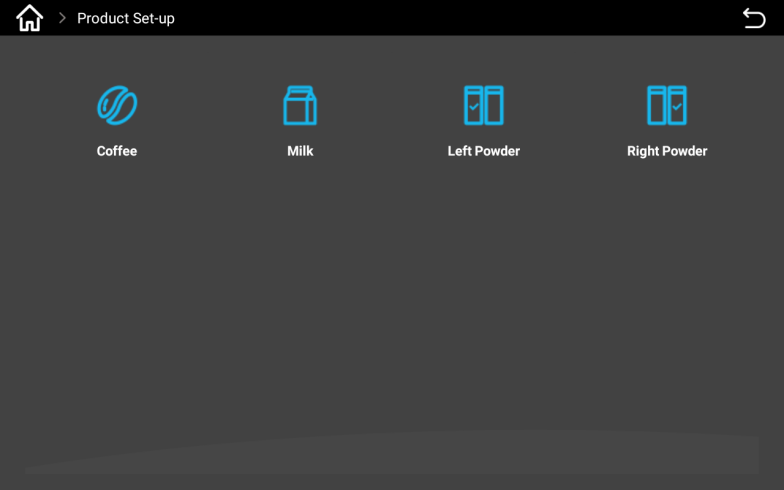 Product Set-up
Coffee
Milk
Left Powder
Right Powder